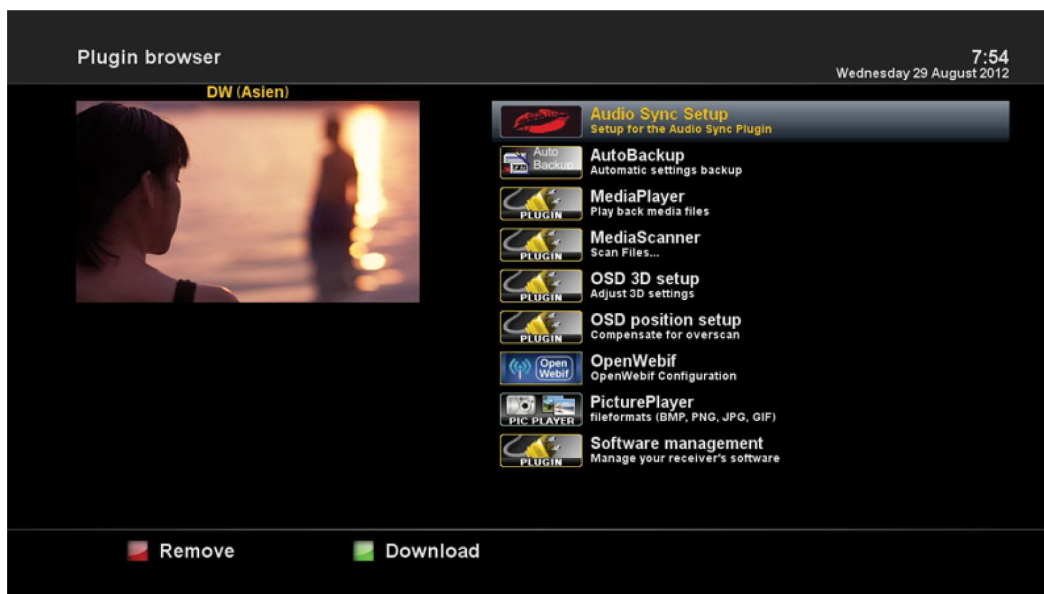 Plugin browser
7:54
Wednesday 29 August 2012
DW (Asien)
Audio Sync Setup
Setup for the Audio Sync Plugin
Auto
Backup
AutoBackup
Automatic settings backup
PLUGIN
MediaPlayer
Play back media files
PLUGIN
MediaScanner
Scan Files...
PLUGIN
OSD 3D setup
Adjust 3D settings
PLUGIN
OSD position setup
Compensate for overscan
Open
Webif
OpenWebif
OpenWebif Configuration
PIC PLAYER
PicturePlayer
fileformats (BMP, PNG, JPG, GIF)
PLUGIN
Software management
Manage your receiver's software
Remove
Download